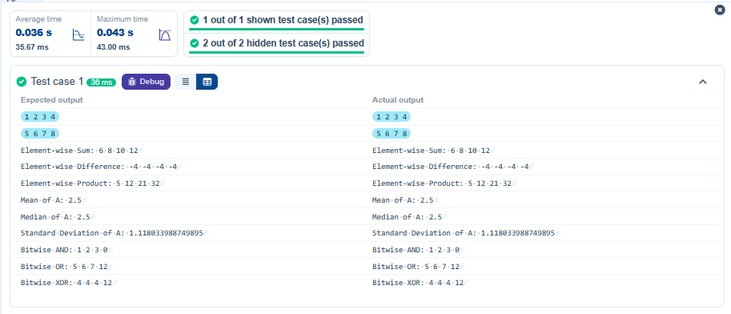 Average time
0.036 s
35.67 ms
Maximum time
0.043 s
43.00 ms
1 out of 1 shown test case(s) passed
2 out of 2 hidden test case(s) passed
Test case 1 36 ms Debug
Expected output
1 2 3 4
5 6 7 8
Element-wise·Sum:·6·8·10·12
Element-wise·Difference:·-4·-4·-4·-4
Element-wise·Product:·5·12·21·32
Mean·of·A:·2.5
Median·of·A:·2.5
Standard·Deviation·of·A:·1.118033988749895
Bitwise·AND:·1·2·3·0
Bitwise·OR:·5·6·7·12
Bitwise·XOR:·4·4·4·12
Actual output
1 2 3 4
5 6 7 8
Element-wise·Sum:·6·8·10·12
Element-wise·Difference:·-4·-4·-4·-4
Element-wise·Product:·5·12·21·32
Mean·of·A:·2.5
Median·of·A:·2.5
Standard·Deviation·of·A:·1.118033988749895
Bitwise·AND:·1·2·3·0
Bitwise·OR:·5·6·7·12
Bitwise·XOR:·4·4·4·12